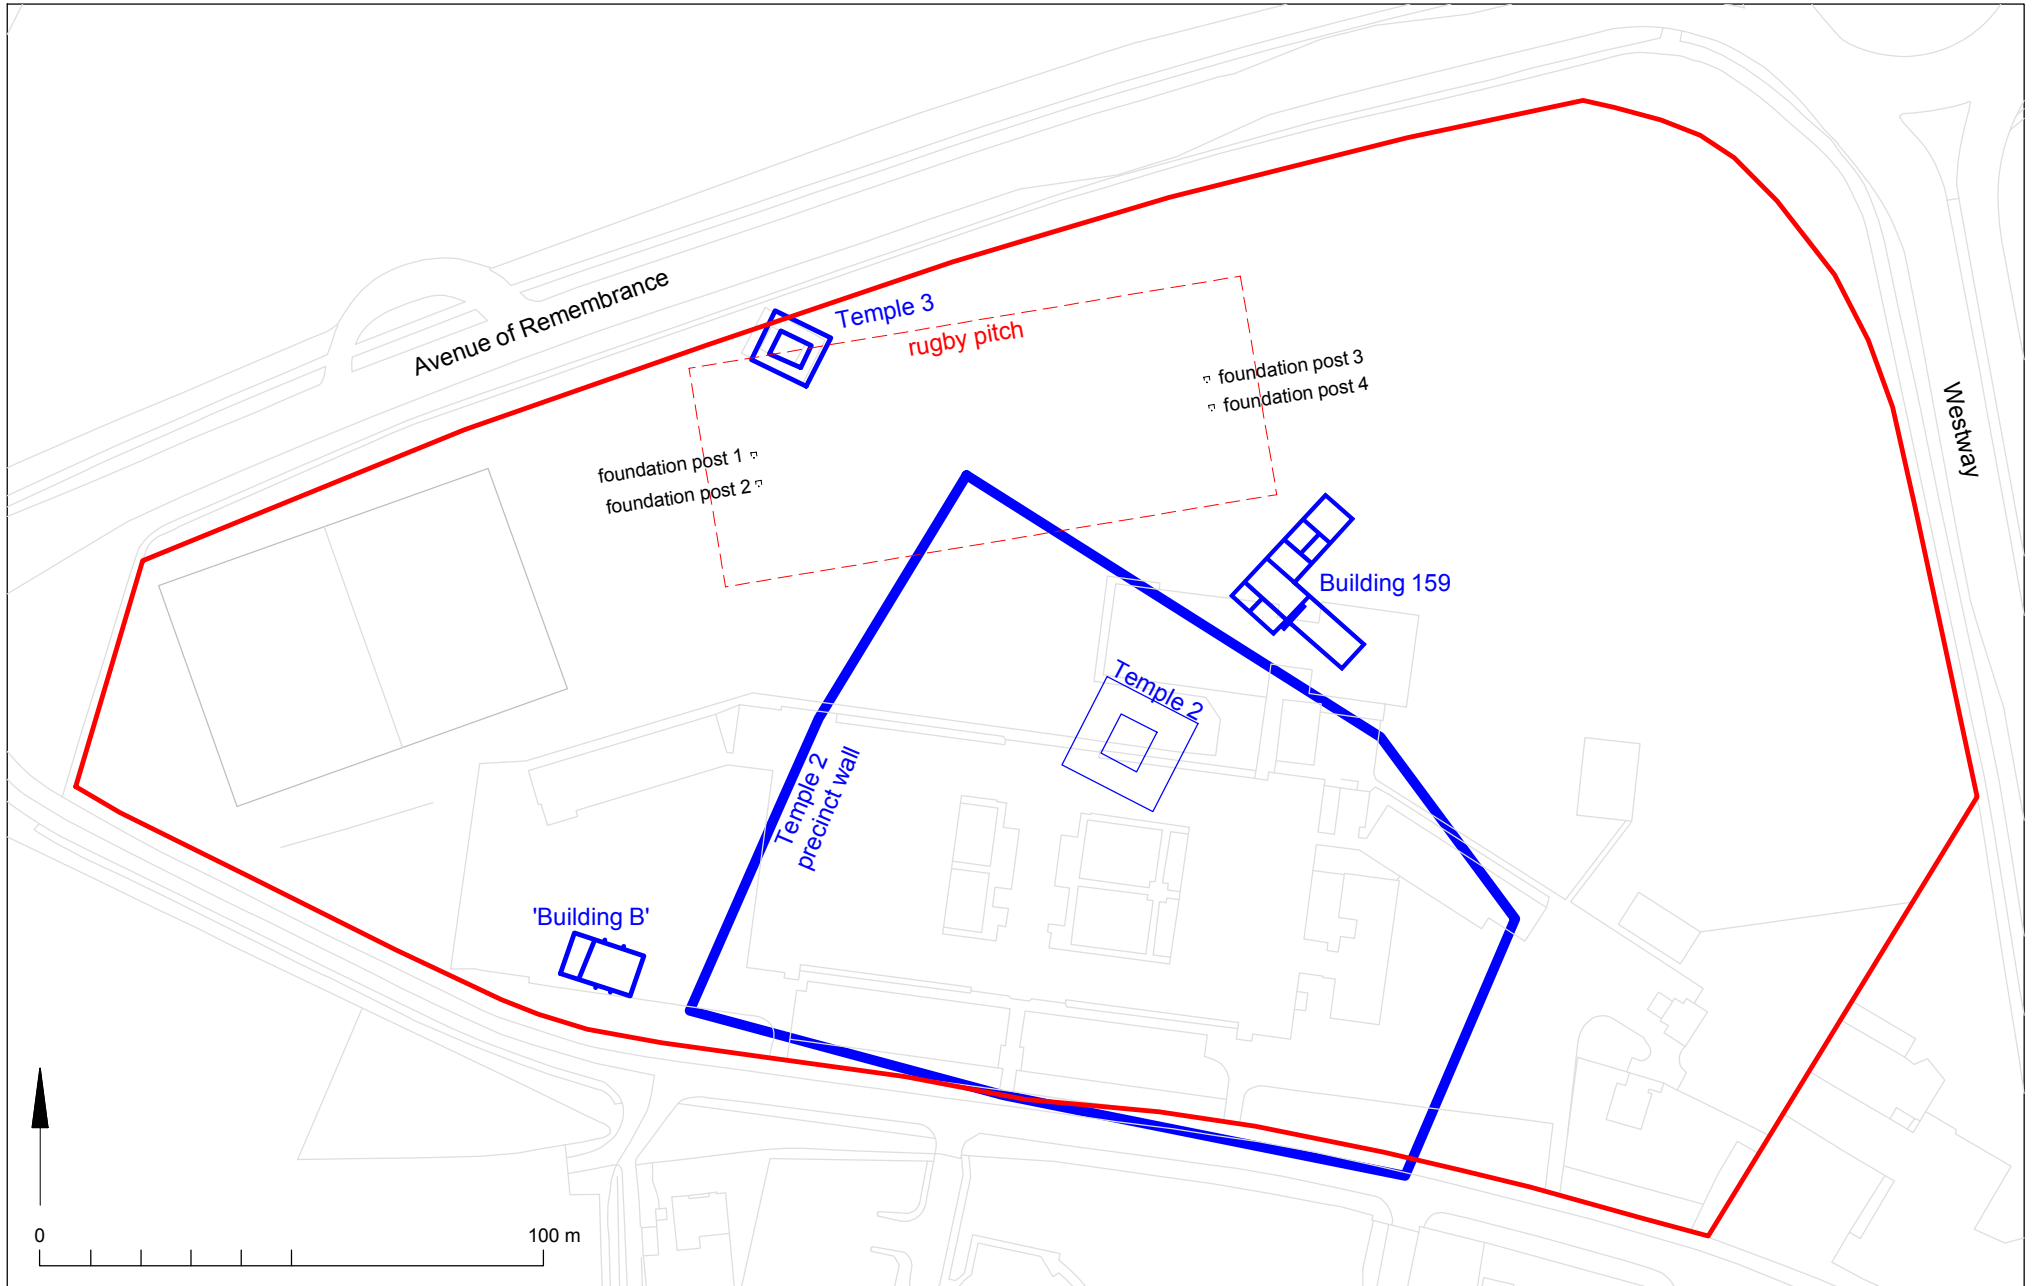 Avenue of Remembrance
Temple 3
rugby pitch
foundation post 3
foundation post 4
Westway
foundation post 1
foundation post 2
Building 159
Temple 2
Temple 2
precinct wall
'Building B'
0
100 m